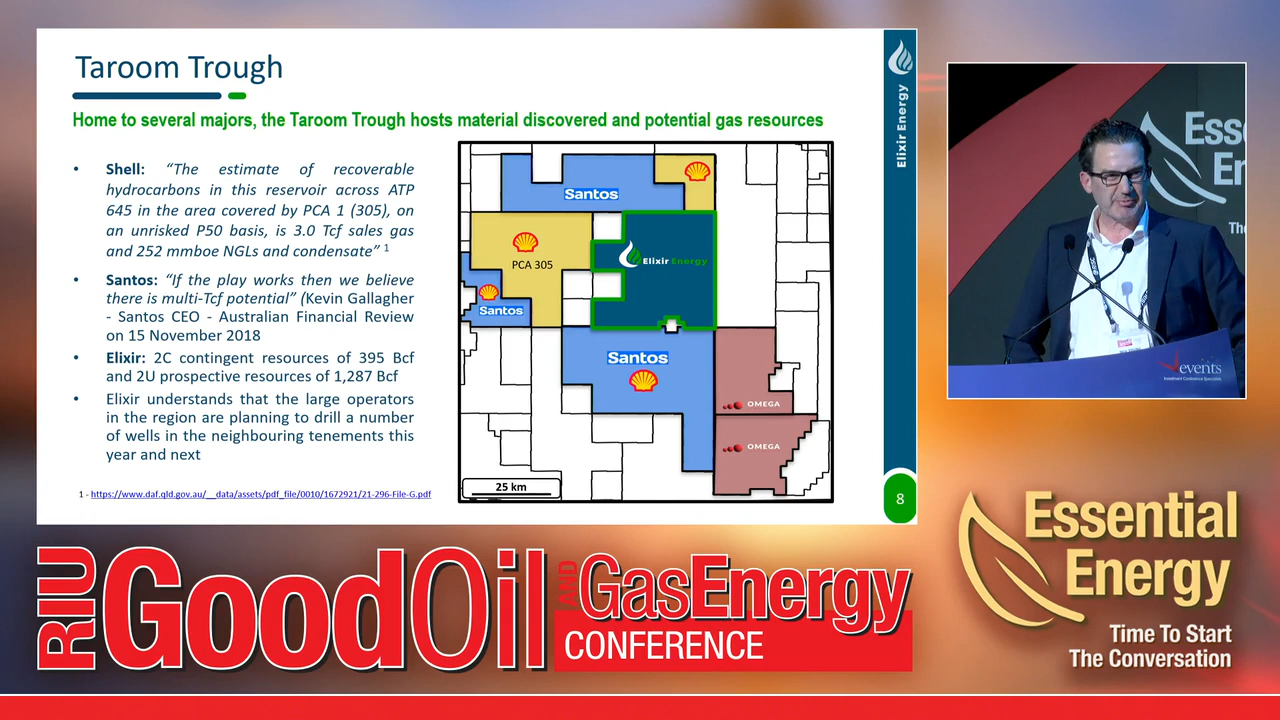 Taroom Trough
Home to several majors, the Taroom Trough hosts material discovered and potential gas resources
• Shell: “The estimate of recoverable
hydrocarbons in this reservoir across ATP
645 in the area covered by PCA 1 (305), on
an unrisked P50 basis, is 3.0 Tcf sales gas
and 252 mmboe NGLs and condensate” 1
• Santos: “If the play works then we believe
there is multi-Tcf potential” (Kevin Gallagher
- Santos CEO - Australian Financial Review
on 15 November 2018
• Elixir: 2C contingent resources of 395 Bcf
and 2U prospective resources of 1,287 Bcf
• Elixir understands that the large operators
in the region are planning to drill a number
of wells in the neighbouring tenements this
year and next
1 - https://www.daf.qld.gov.au/__data/assets/pdf_file/0010/1672921/21-296-File-G.pdf
Santos
PCA 305
Elixir Energy
Santos
Santos
OMEGA
OMEGA
25 km
Elixir Energy
8
Esse
Er
The
events
Investment Conference Specialists
RIU GoodOil AND GasEnergy
CONFERENCE
Essential
Energy
Time To Start
The Conversation